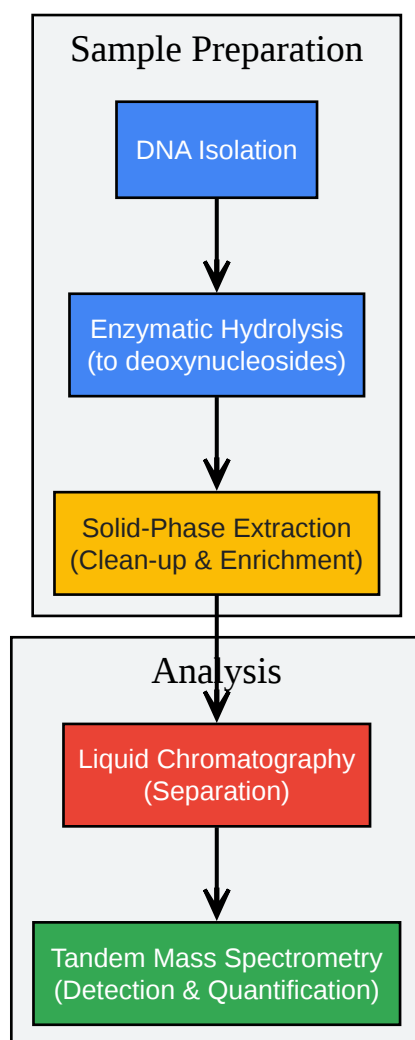 Sample Preparation
DNA Isolation
Enzymatic Hydrolysis
(to deoxynucleosides)
Solid-Phase Extraction
(Clean-up & Enrichment)
Analysis
Liquid Chromatography
(Separation)
Tandem Mass Spectrometry
(Detection & Quantification)